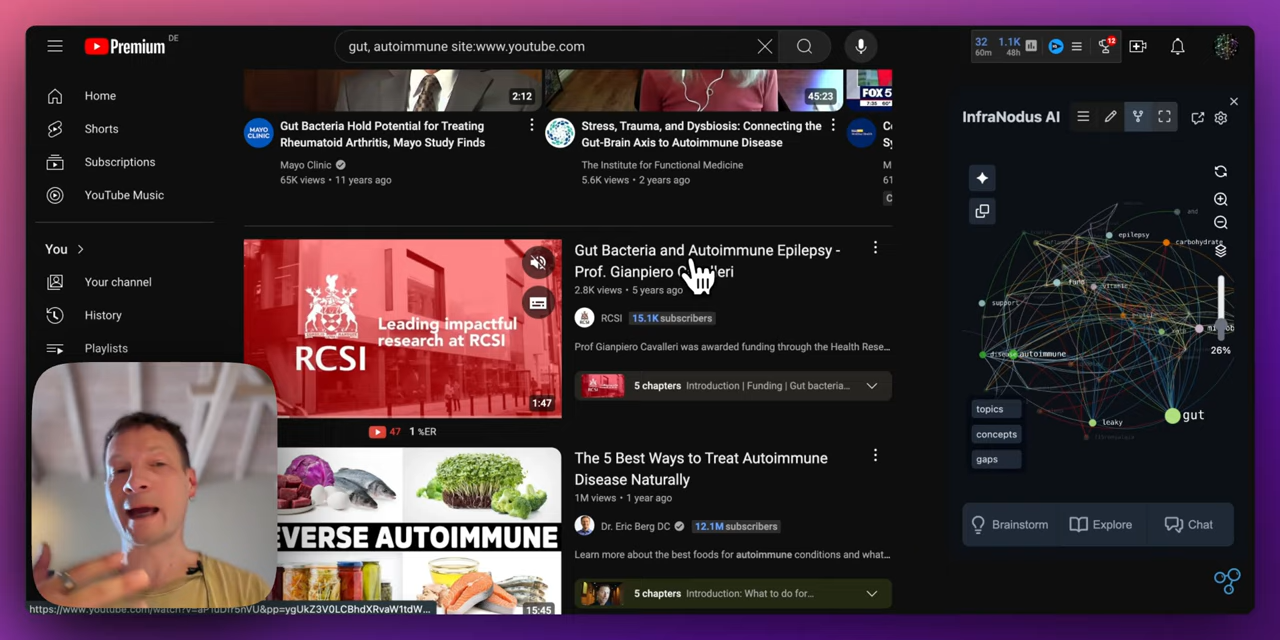 Premium DE
gut, autoimmune site:www.youtube.com
32 1.1K
60m 48h
12
Home
Shorts
Subscriptions
YouTube Music
You
Your channel
History
Playlists
2:12
45:23
FOX 5
MAYO CLINIC
Gut Bacteria Hold Potential for Treating
Rheumatoid Arthritis, Mayo Study Finds
Mayo Clinic
65K views • 11 years ago
Stress, Trauma, and Dysbiosis: Connecting the
Gut-Brain Axis to Autoimmune Disease
The Institute for Functional Medicine
5.6K views • 2 years ago
RCSI
Leading impactful
research at RCSI
1:47
47 1 %ER
Gut Bacteria and Autoimmune Epilepsy -
Prof. Gianpiero Cavalleri
2.8K views • 5 years ago
RCSI 15.1K subscribers
Prof Gianpiero Cavalleri was awarded funding through the Health Rese...
5 chapters Introduction | Funding | Gut bacteria...
EVERSE AUTOIMMUNE
15:45
The 5 Best Ways to Treat Autoimmune
Disease Naturally
1M views • 1 year ago
Dr. Eric Berg DC 12.1M subscribers
Learn more about the best foods for autoimmune conditions and what...
5 chapters Introduction: What to do for...
InfraNodus AI
and
epilepsy
carbohydrate
fund
support
disease autoimmune
leaky
gut
26%
topics
concepts
gaps
Brainstorm
Explore
Chat